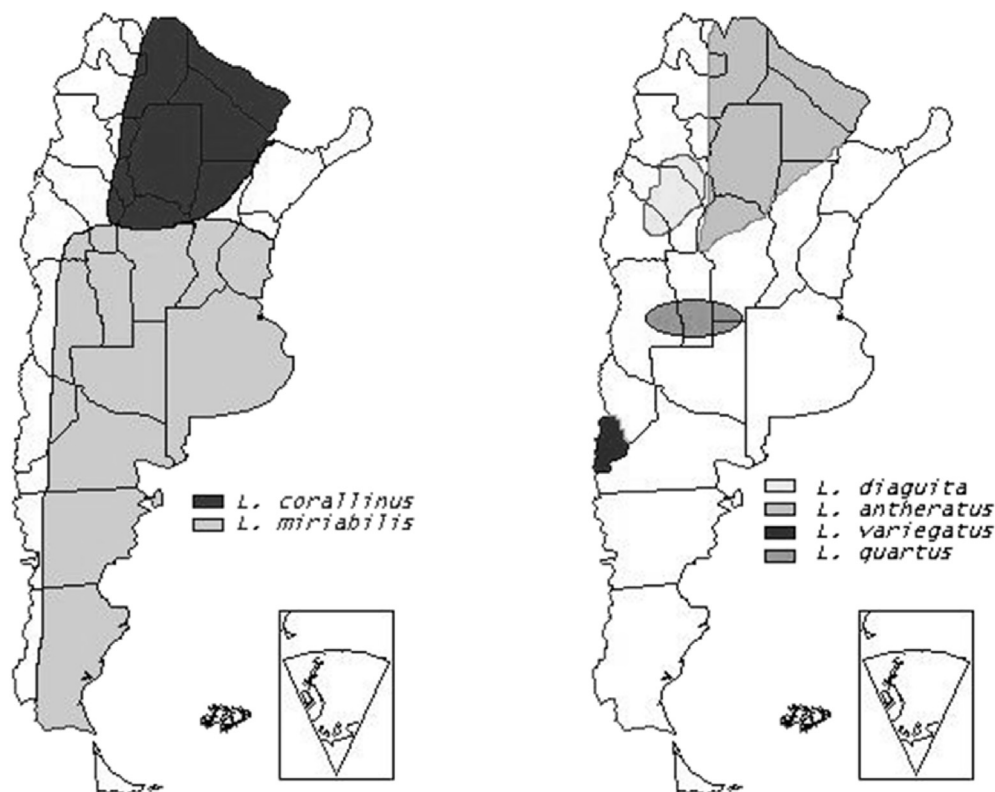 L. corallinus
L. miriabilis
L. diaguita
L. antheratus
L. variegatus
L. quartus